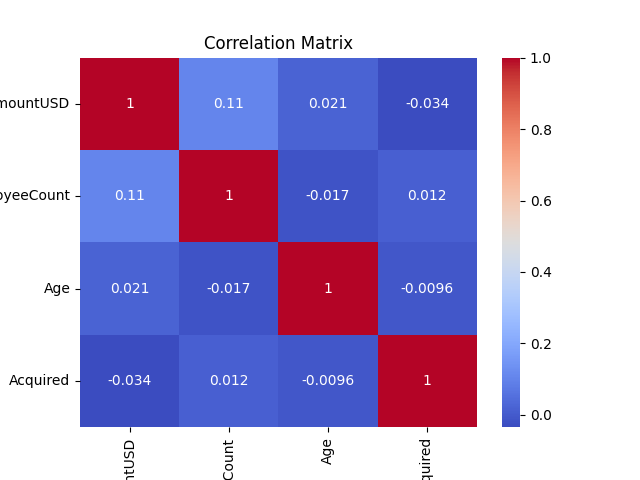 Correlation Matrix
mountUSD 1 0.11 0.021 -0.034
oyeeCount 0.11 1 -0.017 0.012
Age 0.021 -0.017 1 -0.0096
Acquired -0.034 0.012 -0.0096 1
ntUSD Count Age quired
1.0
0.8
0.6
0.4
0.2
0.0